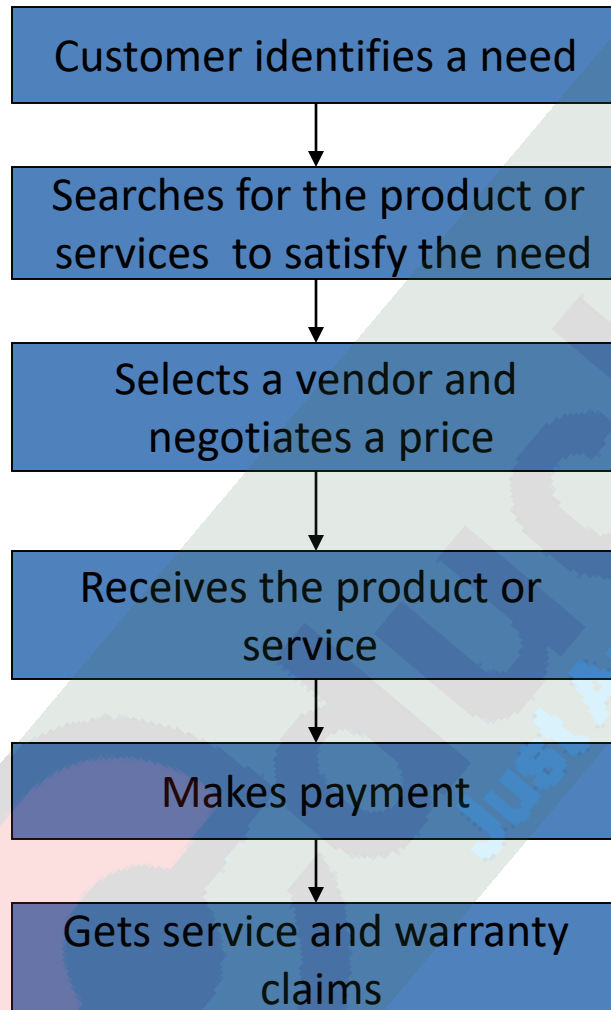 Customer identifies a need
Searches for the product or
services to satisfy the need
Selects a vendor and
negotiates a price
Receives the product or
service
Makes payment
Gets service and warranty
claims